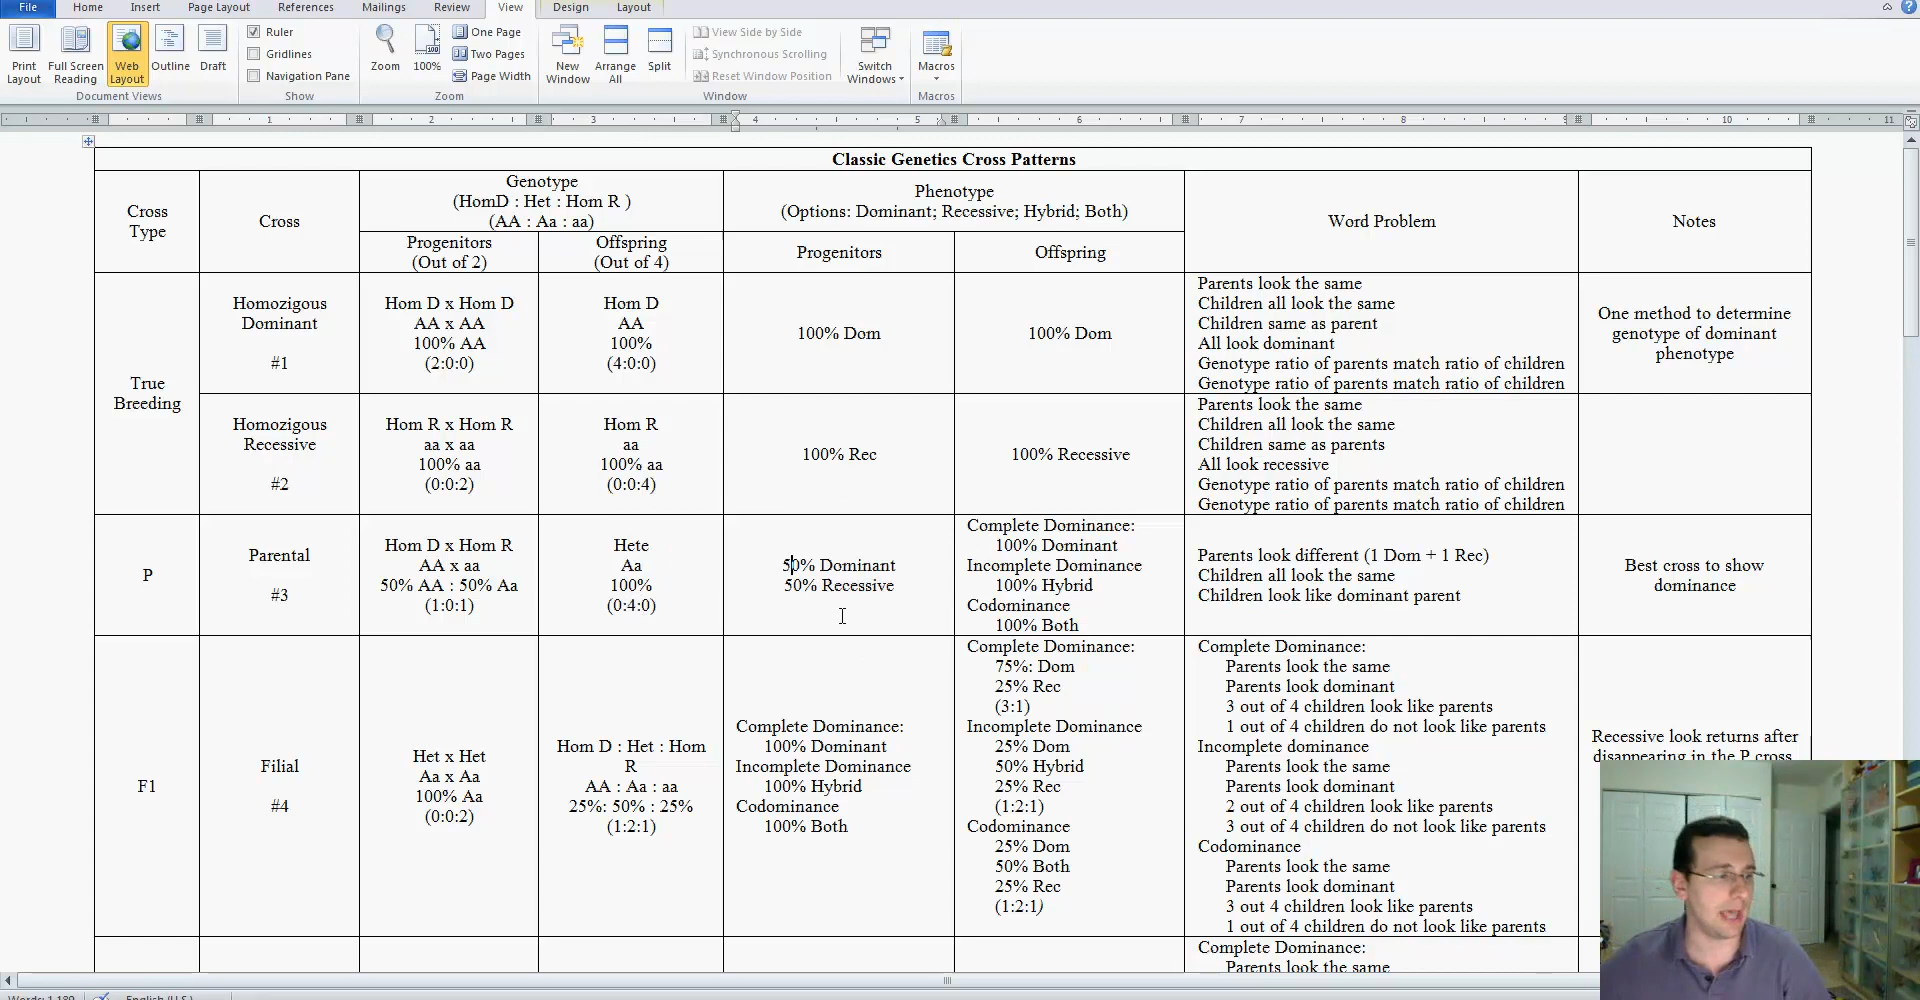 File Home Insert Page Layout References Mailings Review View Design Layout
Print Layout
Full Screen Reading
Web Layout
Outline
Draft
Document Views
Ruler
Gridlines
Navigation Pane
Show
Zoom
100%
One Page
Two Pages
Page Width
Zoom
New Window
Arrange All
Split
View Side by Side
Synchronous Scrolling
Reset Window Position
Window
Switch Windows
Macros
Macros
1 2 3 4 5 6 7 8 9 10 11
Classic Genetics Cross Patterns
Cross
Type
Cross
Genotype
(HomD : Het : Hom R )
(AA : Aa : aa)
Progenitors
(Out of 2)
Offspring
(Out of 4)
Phenotype
(Options: Dominant; Recessive; Hybrid; Both)
Progenitors
Offspring
Word Problem
Notes
True
Breeding
Homozigous
Dominant
#1
Hom D x Hom D
AA x AA
100% AA
(2:0:0)
Hom D
AA
100%
(4:0:0)
100% Dom
100% Dom
Parents look the same
Children all look the same
Children same as parent
All look dominant
Genotype ratio of parents match ratio of children
Genotype ratio of parents match ratio of children
One method to determine
genotype of dominant
phenotype
Homozigous
Recessive
#2
Hom R x Hom R
aa x aa
100% aa
(0:0:2)
Hom R
aa
100% aa
(0:0:4)
100% Rec
100% Recessive
Parents look the same
Children all look the same
Children same as parents
All look recessive
Genotype ratio of parents match ratio of children
Genotype ratio of parents match ratio of children
P
Parental
#3
Hom D x Hom R
AA x aa
50% AA : 50% Aa
(1:0:1)
Hete
Aa
100%
(0:4:0)
50% Dominant
50% Recessive
Complete Dominance:
100% Dominant
Incomplete Dominance
100% Hybrid
Codominance
100% Both
Parents look different (1 Dom + 1 Rec)
Children all look the same
Children look like dominant parent
Best cross to show
dominance
F1
Filial
#4
Het x Het
Aa x Aa
100% Aa
(0:0:2)
Hom D : Het : Hom
R
AA : Aa : aa
25%: 50% : 25%
(1:2:1)
Complete Dominance:
100% Dominant
Incomplete Dominance
100% Hybrid
Codominance
100% Both
Complete Dominance:
75%: Dom
25% Rec
(3:1)
Incomplete Dominance
25% Dom
50% Hybrid
25% Rec
(1:2:1)
Codominance
25% Dom
50% Both
25% Rec
(1:2:1)
Complete Dominance:
Parents look the same
Parents look dominant
3 out of 4 children look like parents
1 out of 4 children do not look like parents
Incomplete dominance
Parents look the same
Parents look dominant
2 out of 4 children look like parents
3 out of 4 children do not look like parents
Codominance
Parents look the same
Parents look dominant
3 out 4 children look like parents
1 out of 4 children do not look like parents
Recessive look returns after
disappearing in the P cross
Complete Dominance:
Parents look the same
Words: 1,189 English (U.S.)